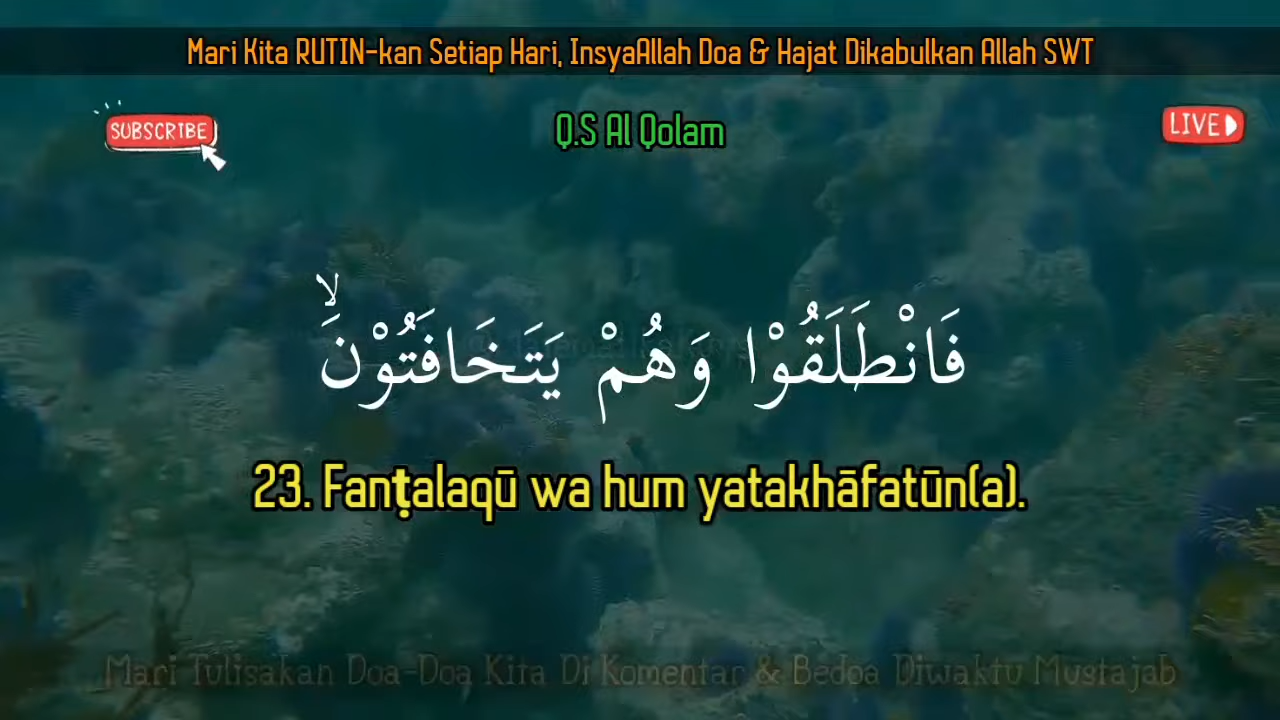 Mari Kita RUTIN-kan Setiap Hari, InsyaAllah Doa & Hajat Dikabulkan Allah SWT
SUBSCRIBE
Q.S Al Qolam
LIVE
فَانْطَلَقُوْا وَهُمْ يَتَخَافَتُوْنَۙ
23. Fanṭalaqū wa hum yatakhāfatūn(a).
Mari Tulisakan Doa-Doa Kita Di Komentar & Bedoa Diwaktu Mustajab